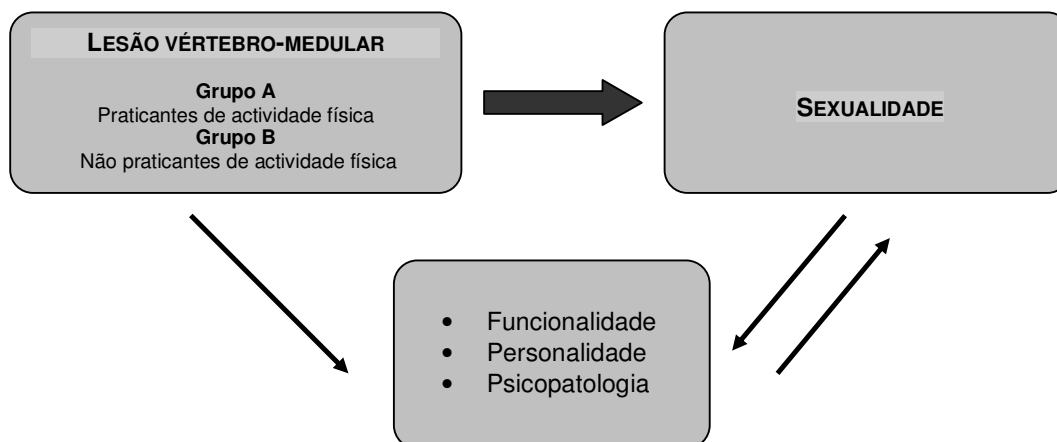 LESÃO VÉRTEBRO-MEDULAR
Grupo A
Praticantes de actividade física
Grupo B
Não praticantes de actividade física
SEXUALIDADE
• Funcionalidade
• Personalidade
• Psicopatologia